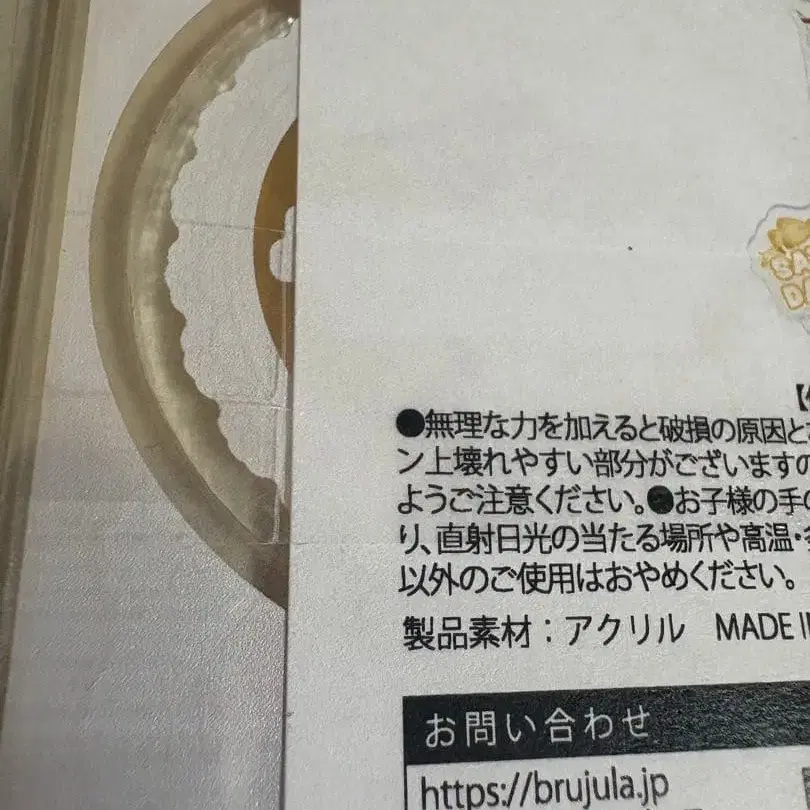 ●無理な力を加えると破損の原因と
ン上壊れやすい部分がございますの
ようご注意ください。●お子様の手の
り、直射日光の当たる場所や高温・
以外のご使用はおやめください。
製品素材：アクリル MADE I
お問い合わせ
https://brujula.jp